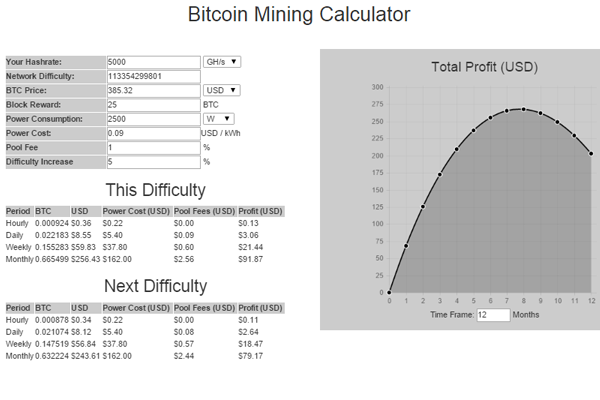 Bitcoin Mining Calculator
Your Hashrate: 5000 GH/s ▼
Network Difficulty: 113354299801
BTC Price: 385.32 USD ▼
Block Reward: 25 BTC
Power Consumption: 2500 W ▼
Power Cost: 0.09 USD / kWh
Pool Fee 1 %
Difficulty Increase 5 %
This Difficulty
Period BTC USD Power Cost (USD) Pool Fees (USD) Profit (USD)
Hourly 0.000924 $0.36 $0.22 $0.00 $0.13
Daily 0.022183 $8.55 $5.40 $0.09 $3.06
Weekly 0.155283 $59.83 $37.80 $0.60 $21.44
Monthly 0.665499 $256.43 $162.00 $2.56 $91.87
Next Difficulty
Period BTC USD Power Cost (USD) Pool Fees (USD) Profit (USD)
Hourly 0.000878 $0.34 $0.22 $0.00 $0.11
Daily 0.021074 $8.12 $5.40 $0.08 $2.64
Weekly 0.147519 $56.84 $37.80 $0.57 $18.47
Monthly 0.632224 $243.61 $162.00 $2.44 $79.17
Total Profit (USD)
300
275
250
225
200
175
150
125
100
75
50
25
0
0 1 2 3 4 5 6 7 8 9 10 11 12
Time Frame: 12 Months